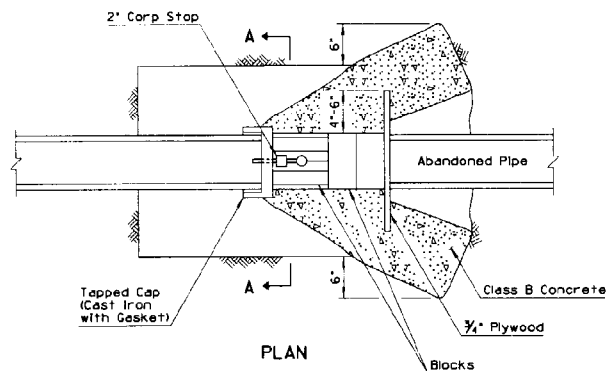 2" Corp Stop
A
6"
4"-6"
Abandoned Pipe
A
6"
Tapped Cap
(Cast Iron
with Gasket)
Class B Concrete
3/4" Plywood
PLAN
Blocks